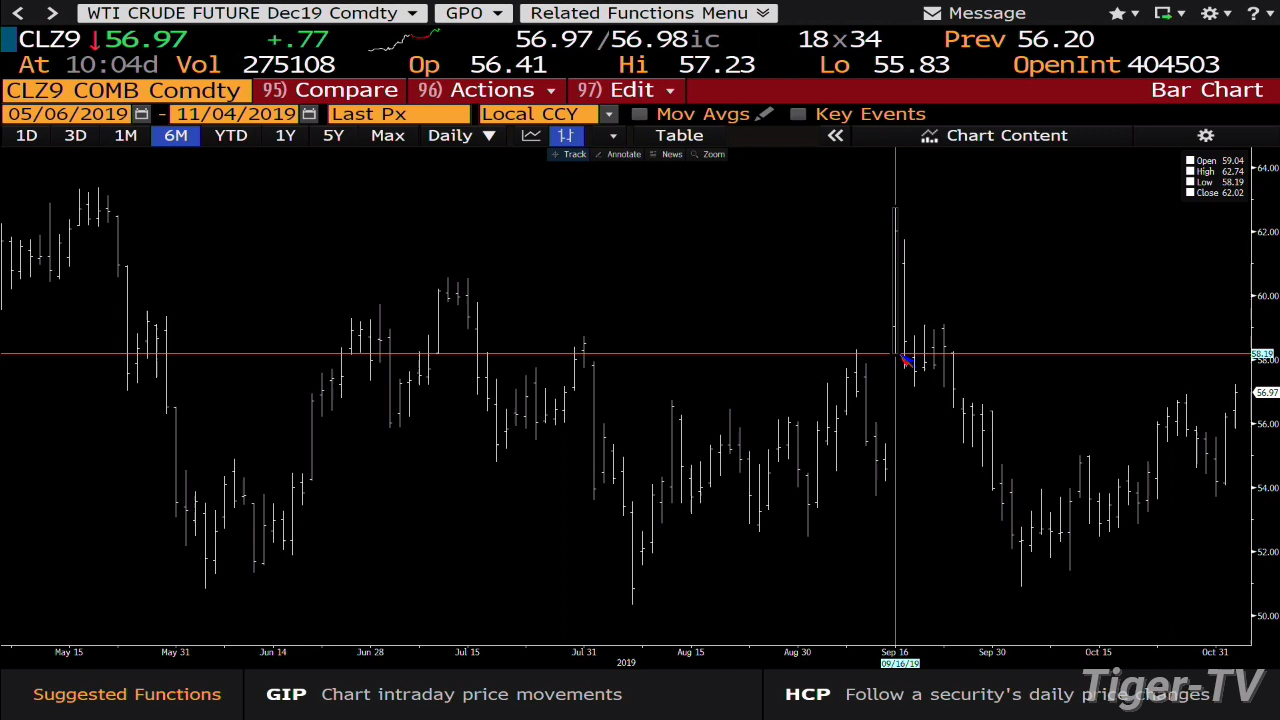 WTI CRUDE FUTURE Dec19 Comdty GPO Related Functions Menu Message ?
CLZ9 56.97 +.77 56.97/56.98ic 18x34 Prev 56.20
At 10:04d Vol 275108 Op 56.41 Hi 57.23 Lo 55.83 OpenInt 404503
CLZ9 COMB Comdty 95) Compare 96) Actions 97) Edit Bar Chart
05/06/2019 - 11/04/2019 Last Px Local CCY Mov Avgs Key Events
1D 3D 1M 6M YTD 1Y 5Y Max Daily Table Chart Content
Track Annotate News Zoom
Open 59.04
High 62.74
Low 58.19
Close 62.02
64.00
62.00
60.00
58.19
58.00
56.97
56.00
54.00
52.00
50.00
May 15 May 31 Jun 14 Jun 28 Jul 15 Jul 31 Aug 15 Aug 30 Sep 16 Sep 30 Oct 15 Oct 31
2019 09/16/19
Suggested Functions GIP Chart intraday price movements HCP Follow a security's daily price changes
Tiger-TV